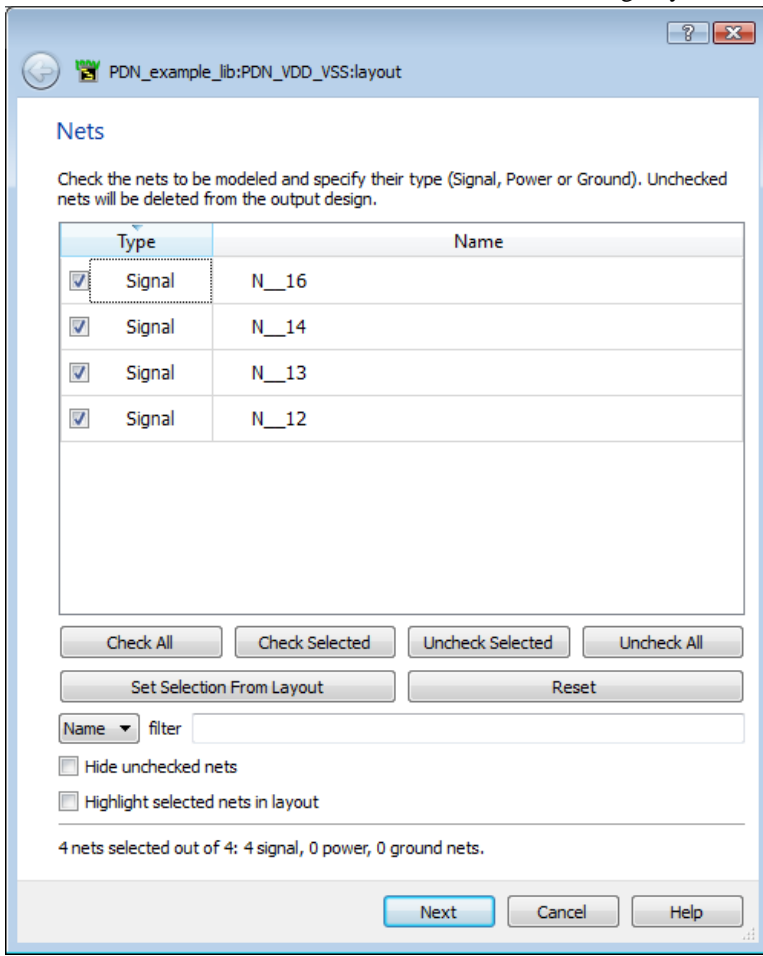 PDN_example_lib:PDN_VDD_VSS:layout
Nets
Check the nets to be modeled and specify their type (Signal, Power or Ground). Unchecked
nets will be deleted from the output design.
Type Name
Signal N__16
Signal N__14
Signal N__13
Signal N__12
Check All Check Selected Uncheck Selected Uncheck All
Set Selection From Layout Reset
Name filter
Hide unchecked nets
Highlight selected nets in layout
4 nets selected out of 4: 4 signal, 0 power, 0 ground nets.
Next Cancel Help